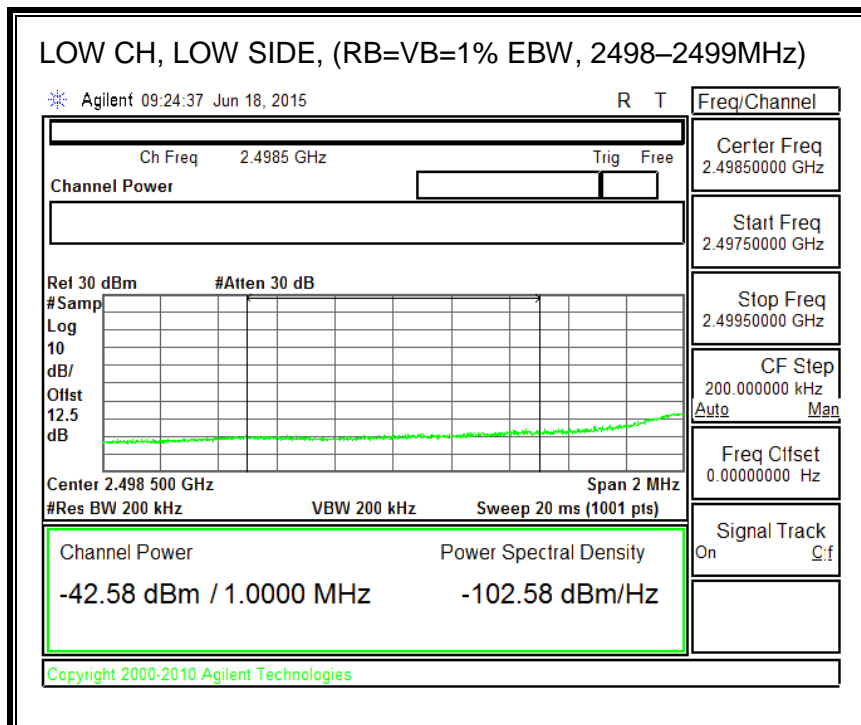 LOW CH, LOW SIDE, (RB=VB=1% EBW, 2498–2499MHz)
Agilent 09:24:37 Jun 18, 2015 R T
Freq/Channel
Ch Freq 2.4985 GHz Trig Free
Channel Power
Center Freq
2.49850000 GHz
Start Freq
2.49750000 GHz
Stop Freq
2.49950000 GHz
CF Step
200.000000 kHz
Auto Man
Freq Offset
0.00000000 Hz
Signal Track
On Off
Ref 30 dBm #Atten 30 dB
#Samp
Log
10
dB/
Offst
12.5
dB
Center 2.498 500 GHz Span 2 MHz
#Res BW 200 kHz VBW 200 kHz Sweep 20 ms (1001 pts)
Channel Power Power Spectral Density
-42.58 dBm / 1.0000 MHz -102.58 dBm/Hz
Copyright 2000-2010 Agilent Technologies